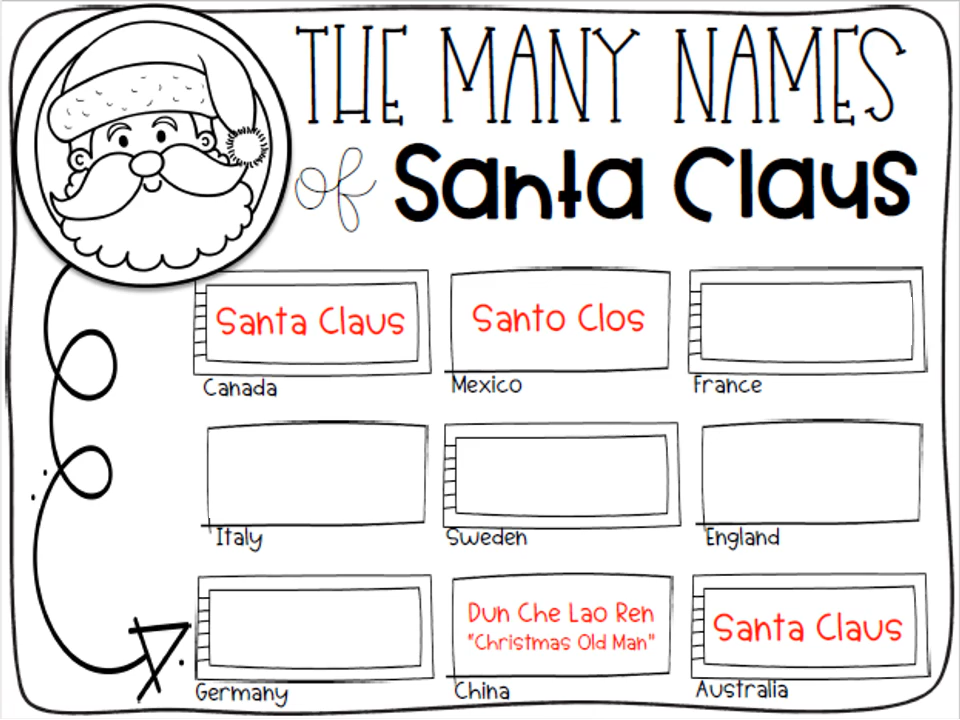 THE MANY NAMES
of Santa Claus
Santa Claus
Canada
Santo Clos
Mexico
France
Italy
Sweden
England
Germany
Dun Che Lao Ren
"Christmas Old Man"
China
Santa Claus
Australia